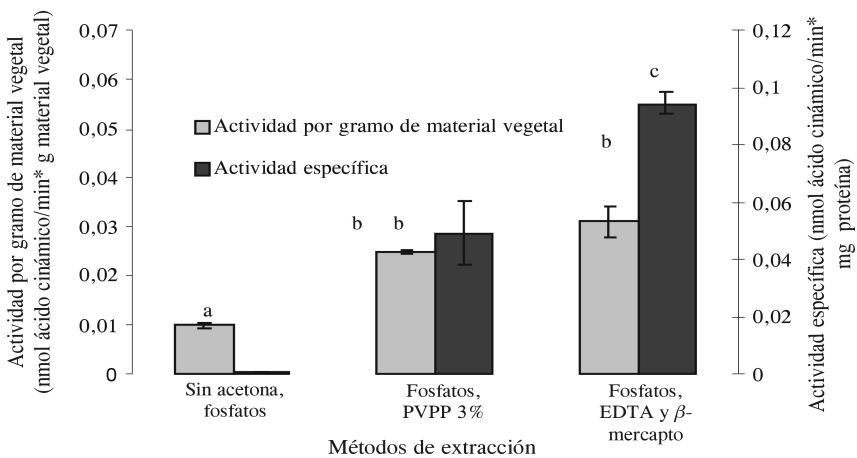 Actividad por gramo de material vegetal
(nmol ácido cinámico/min* g material vegetal)
0,07
0,06
0,05
0,04
0,03
0,02
0,01
0
Actividad por gramo de material vegetal
Actividad específica
a
b
b
b
c
0,12
0,1
0,08
0,06
0,04
0,02
0
Actividad específica (nmol ácido cinámico/min*
mg proteína)
Sin acetona,
fosfatos
Fosfatos,
PVPP 3%
Fosfatos,
EDTA y β-
mercapto
Métodos de extracción